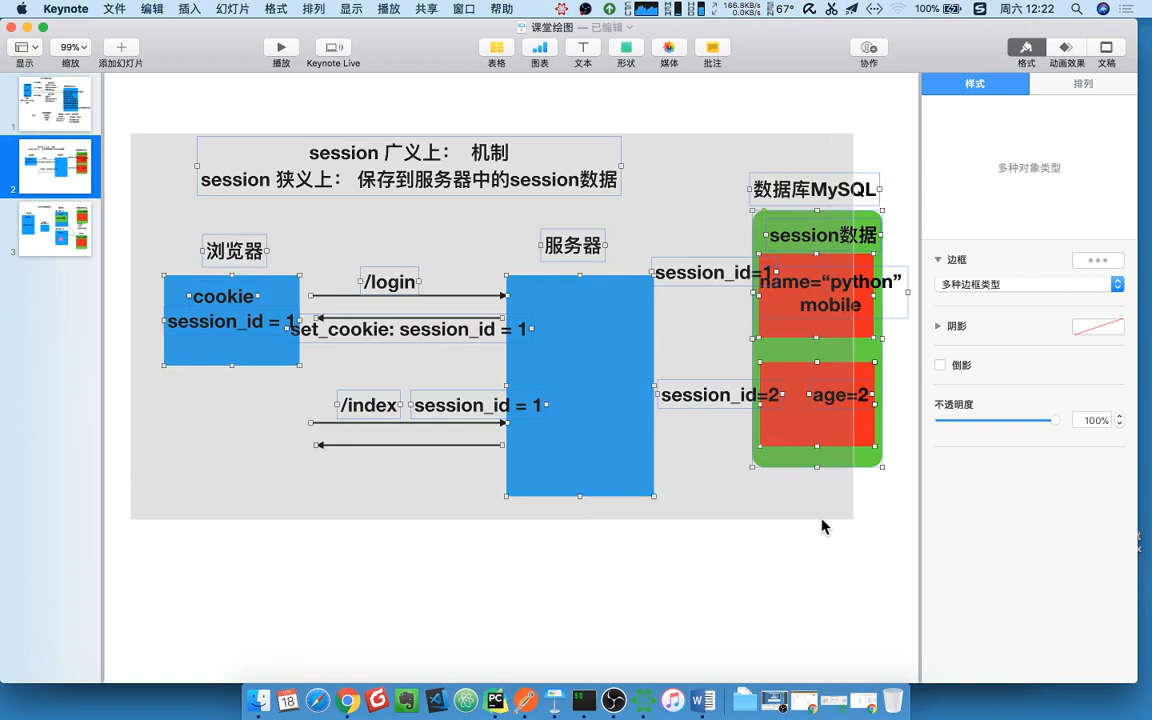 Keynote 文件 编辑 插入 幻灯片 格式 排列 显示 播放 共享 窗口 帮助
166.8KB/s
0.0KB/s
67°
100%
周六 12:22
课堂绘图 — 已编辑
99%
显示 缩放 添加幻灯片 播放 Keynote Live 表格 图表 文本 形状 媒体 批注 协作 格式 动画效果 文稿
样式 排列
1
2
3
session 广义上： 机制
session 狭义上： 保存到服务器中的session数据
数据库MySQL
session数据
浏览器
服务器
/login
session_id=1
name=“python”
mobile
cookie
session_id = 1
set_cookie: session_id = 1
/index
session_id = 1
session_id=2
age=2
多种对象类型
边框
多种边框类型
阴影
倒影
不透明度
100%